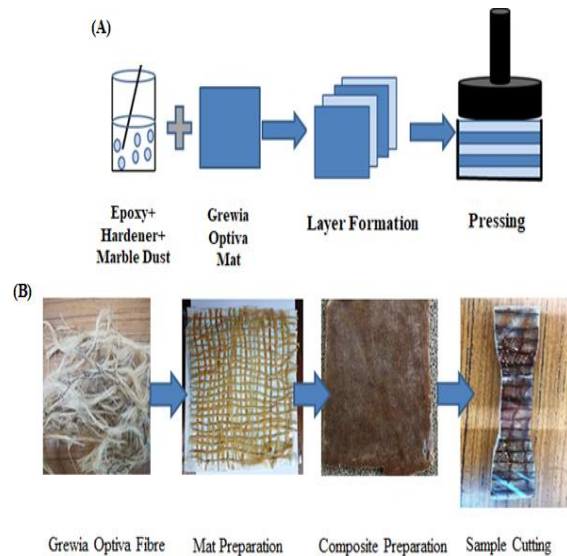 (A)
Epoxy+
Hardener+
Marble Dust
Grewia
Optiva
Mat
Layer Formation
Pressing
(B)
Grewia Optiva Fibre
Mat Preparation
Composite Preparation
Sample Cutting